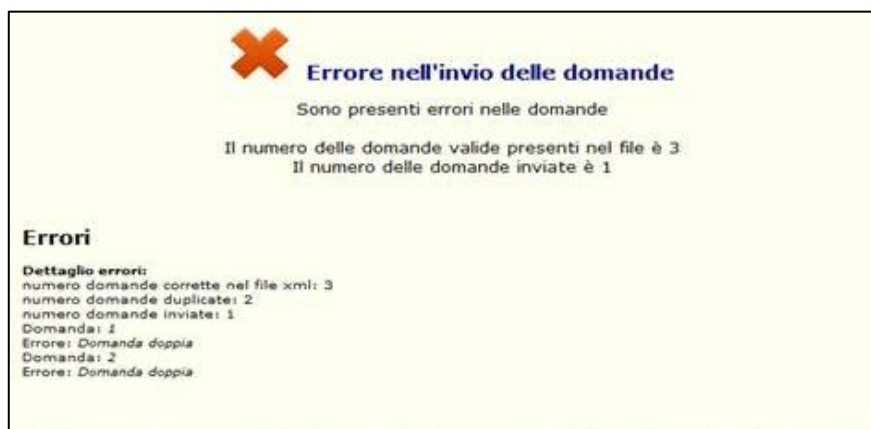 Errore nell'invio delle domande
Sono presenti errori nelle domande
Il numero delle domande valide presenti nel file è 3
Il numero delle domande inviate è 1
Errori
Dettaglio errori:
numero domande corrette nel file xml: 3
numero domande duplicate: 2
numero domande inviate: 1
Domanda: 1
Errore: Domanda doppia
Domanda: 2
Errore: Domanda doppia